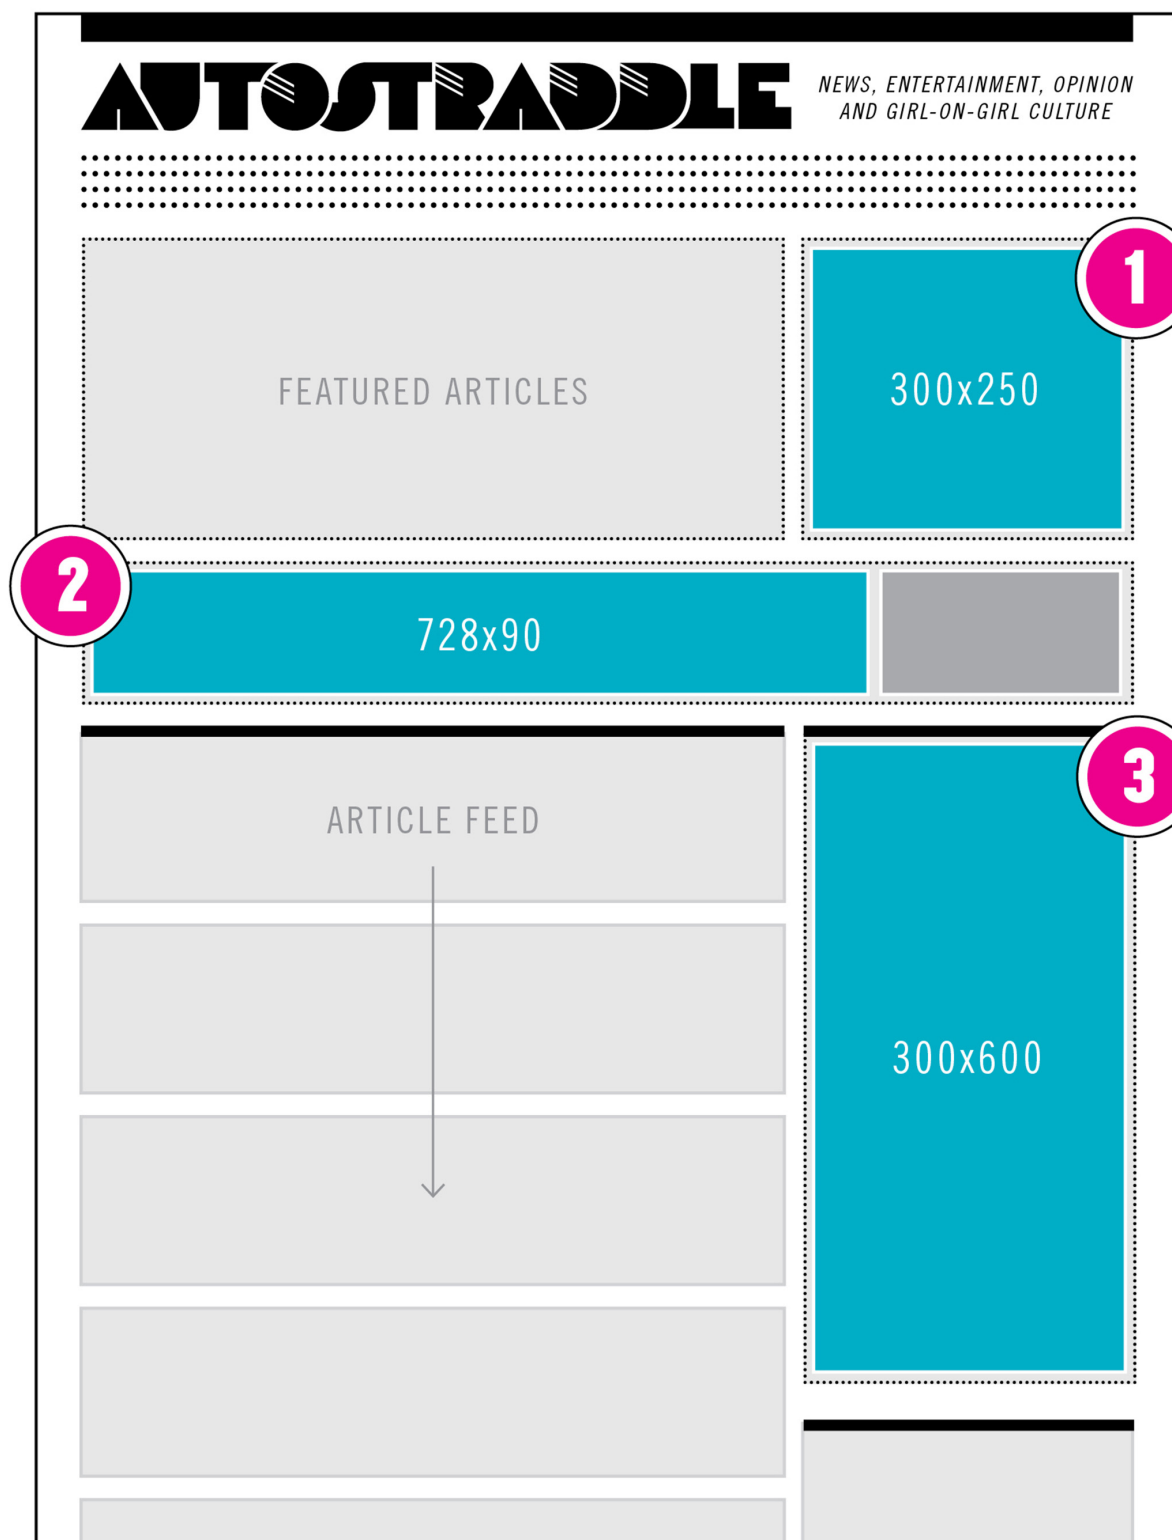 AUTOSTRADDLE
NEWS, ENTERTAINMENT, OPINION
AND GIRL-ON-GIRL CULTURE
1
FEATURED ARTICLES
300x250
2
728x90
3
ARTICLE FEED
300x600